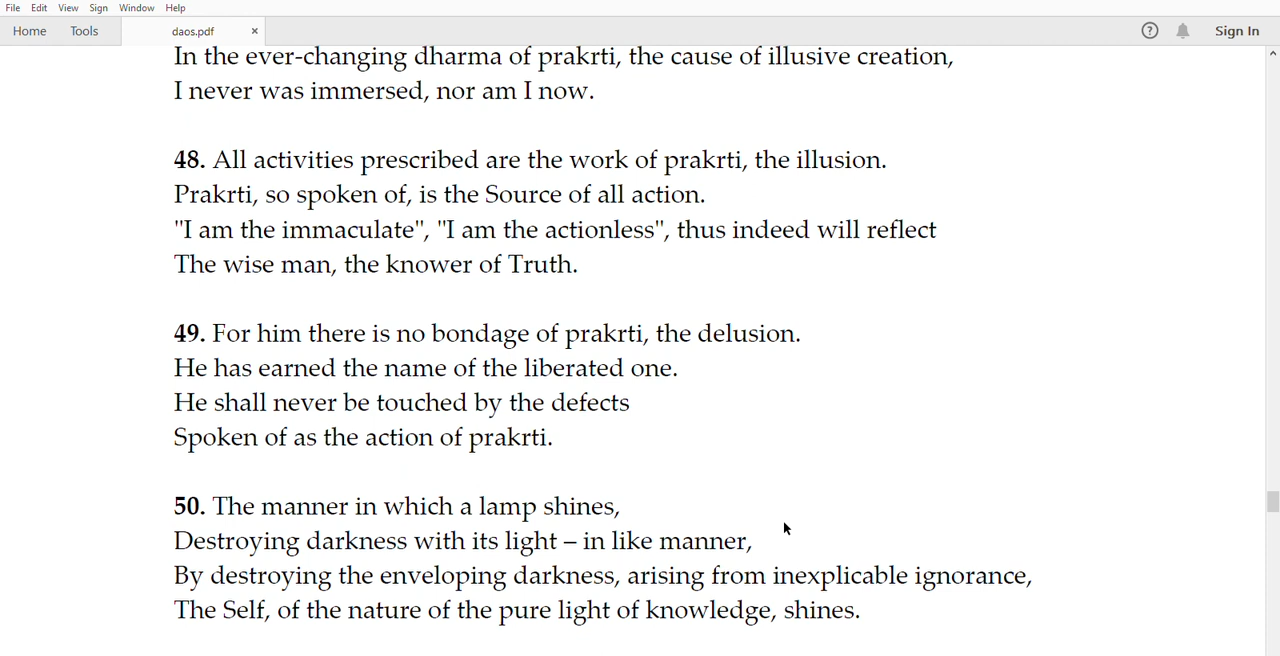 File Edit View Sign Window Help
Home Tools daos.pdf × ? Sign In
In the ever-changing dharma of prakrti, the cause of illusive creation,
I never was immersed, nor am I now.
48. All activities prescribed are the work of prakrti, the illusion.
Prakrti, so spoken of, is the Source of all action.
"I am the immaculate", "I am the actionless", thus indeed will reflect
The wise man, the knower of Truth.
49. For him there is no bondage of prakrti, the delusion.
He has earned the name of the liberated one.
He shall never be touched by the defects
Spoken of as the action of prakrti.
50. The manner in which a lamp shines,
Destroying darkness with its light – in like manner,
By destroying the enveloping darkness, arising from inexplicable ignorance,
The Self, of the nature of the pure light of knowledge, shines.